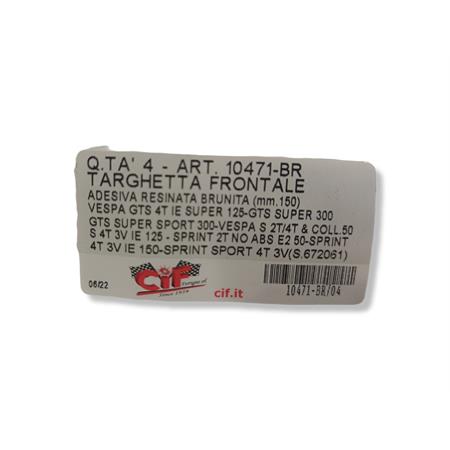 Q.TA' 4 - ART. 10471-BR
TARGHETTA FRONTALE
ADESIVA RESINATA BRUNITA (mm.150)
VESPA GTS 4T IE SUPER 125-GTS SUPER 300
GTS SUPER SPORT 300-VESPA S 2T/4T & COLL.50
S 4T 3V IE 125 - SPRINT 2T NO ABS E2 50-SPRINT
4T 3V IE 150-SPRINT SPORT 4T 3V(S.672061)
06/22
CIF
Since 1956
cif.it
10471-BR/04